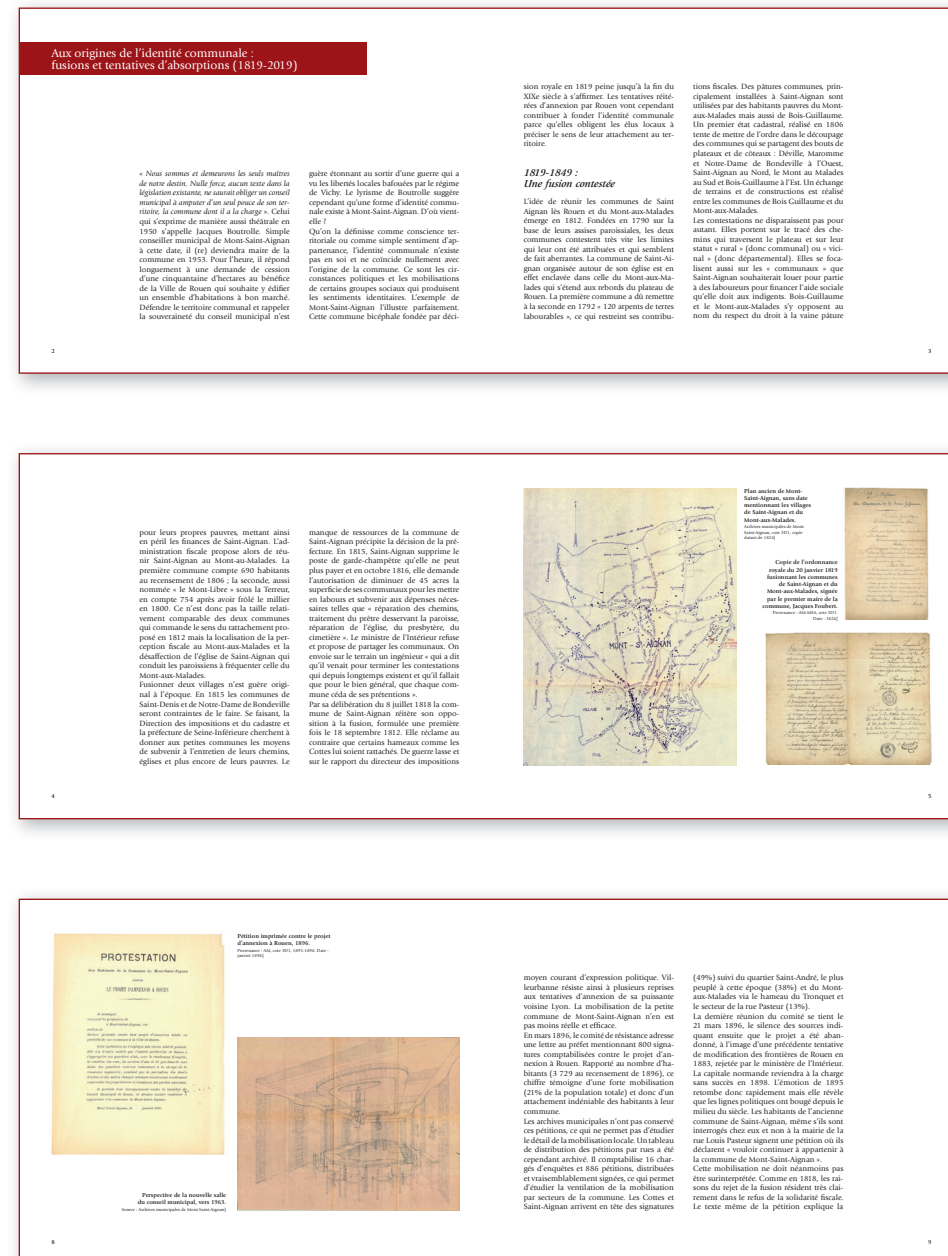 Aux origines de l’identité communale :
fusions et tentatives d’absorptions (1819-2019)
« Nous sommes et demeurons les seuls maîtres
de notre destin. Nulle force, aucun texte dans la
législation existante, ne saurait obliger un conseil
municipal à amputer d’un seul pouce de son ter-
ritoire, la commune dont il a la charge ». Celui
qui s’exprime de manière aussi théâtrale en
1950 s’appelle Jacques Boutrolle. Simple
conseiller municipal de Mont-Saint-Aignan
à cette date, il (re) deviendra maire de la
commune en 1953. Pour l’heure, il répond
longuement à une demande de cession
d’une cinquantaine d’hectares au bénéfice
de la Ville de Rouen qui souhaite y édifier
un ensemble d’habitations à bon marché.
Défendre le territoire communal et rappeler
la souveraineté du conseil municipal n’est
guère étonnant au sortir d’une guerre qui a
vu les libertés locales bafouées par le régime
de Vichy. Le lyrisme de Boutrolle suggère
cependant qu’une forme d’identité commu-
nale existe à Mont-Saint-Aignan. D’où vient-
elle ?
Qu’on la définisse comme conscience ter-
ritoriale ou comme simple sentiment d’ap-
partenance, l’identité communale n’existe
pas en soi et ne coïncide nullement avec
l’origine de la commune. Ce sont les cir-
constances politiques et les mobilisations
de certains groupes sociaux qui produisent
les sentiments identitaires. L’exemple de
Mont-Saint-Aignan l’illustre parfaitement.
Cette commune bicéphale fondée par déci-
2
sion royale en 1819 peine jusqu’à la fin du
XIXe siècle à s’affirmer. Les tentatives réité-
rées d’annexion par Rouen vont cependant
contribuer à fonder l’identité communale
parce qu’elles obligent les élus locaux à
préciser le sens de leur attachement au ter-
ritoire.
1819-1849 :
Une fusion contestée
L’idée de réunir les communes de Saint
Aignan lès Rouen et du Mont-aux-Malades
émerge en 1812. Fondées en 1790 sur la
base de leurs assises paroissiales, les deux
communes contestent très vite les limites
qui leur ont été attribuées et qui semblent
de fait aberrantes. La commune de Saint-Ai-
gnan organisée autour de son église est en
effet enclavée dans celle du Mont-aux-Ma-
lades qui s’étend aux rebords du plateau de
Rouen. La première commune a dû remettre
à la seconde en 1792 « 120 arpents de terres
labourables », ce qui restreint ses contribu-
tions fiscales. Des pâtures communes, prin-
cipalement installées à Saint-Aignan sont
utilisées par des habitants pauvres du Mont-
aux-Malades mais aussi de Bois-Guillaume.
Un premier état cadastral, réalisé en 1806
tente de mettre de l’ordre dans le découpage
des communes qui se partagent des bouts de
plateaux et de côteaux : Déville, Maromme
et Notre-Dame de Bondeville à l’Ouest,
Saint-Aignan au Nord, le Mont au Malades
au Sud et Bois-Guillaume à l’Est. Un échange
de terrains et de constructions est réalisé
entre les communes de Bois Guillaume et du
Mont-aux-Malades.
Les contestations ne disparaissent pas pour
autant. Elles portent sur le tracé des che-
mins qui traversent le plateau et sur leur
statut « rural » (donc communal) ou « vici-
nal » (donc départemental). Elles se foca-
lisent aussi sur les « communaux » que
Saint-Aignan souhaiterait louer pour partie
à des laboureurs pour financer l’aide sociale
qu’elle doit aux indigents. Bois-Guillaume
et le Mont-aux-Malades s’y opposent au
nom du respect du droit à la vaine pâture
3
pour leurs propres pauvres, mettant ainsi
en péril les finances de Saint-Aignan. L’ad-
ministration fiscale propose alors de réu-
nir Saint-Aignan au Mont-au-Malades. La
première commune compte 690 habitants
au recensement de 1806 ; la seconde, aussi
nommée « le Mont-Libre » sous la Terreur,
en compte 754 après avoir frôlé le millier
en 1800. Ce n’est donc pas la taille relati-
vement comparable des deux communes
qui commande le sens du rattachement pro-
posé en 1812 mais la localisation de la per-
ception fiscale au Mont-aux-Malades et la
désaffection de l’église de Saint-Aignan qui
conduit les paroissiens à fréquenter celle du
Mont-aux-Malades.
Fusionner deux villages n’est guère origi-
nal à l’époque. En 1815 les communes de
Saint-Denis et de Notre-Dame de Bondeville
seront contraintes de le faire. Se faisant, la
Direction des impositions et du cadastre et
la préfecture de Seine-Inférieure cherchent à
donner aux petites communes les moyens
de subvenir à l’entretien de leurs chemins,
églises et plus encore de leurs pauvres. Le
manque de ressources de la commune de
Saint-Aignan précipite la décision de la pré-
fecture. En 1815, Saint-Aignan supprime le
poste de garde-champêtre qu’elle ne peut
plus payer et en octobre 1816, elle demande
l’autorisation de diminuer de 45 acres la
superficie de ses communaux pour les mettre
en labours et subvenir aux dépenses néces-
saires telles que « réparation des chemins,
traitement du prêtre desservant la paroisse,
réparation de l’église, du presbytère, du
cimetière ». Le ministre de l’Intérieur refuse
et propose de partager les communaux. On
envoie sur le terrain un ingénieur « qui a dit
qu’il venait pour terminer les contestations
qui depuis longtemps existent et qu’il fallait
que pour le bien général, que chaque com-
mune céda de ses prétentions ».
Par sa délibération du 8 juillet 1818 la com-
mune de Saint-Aignan réitère son oppo-
sition à la fusion, formulée une première
fois le 18 septembre 1812. Elle réclame au
contraire que certains hameaux comme les
Cottes lui soient rattachés. De guerre lasse et
sur le rapport du directeur des impositions
4
MONT - St AIGNAN
Plan ancien de Mont-
Saint-Aignan, sans date
mentionnant les villages
de Saint-Aignan et du
Mont-aux-Malades.
Archives municipales de Mont-
Saint-Aignan, cote 3D1, copie
datant de 1824]
Copie de l’ordonnance
royale du 20 janvier 1819
fusionnant les communes
de Saint-Aignan et du
Mont-aux-Malades, signée
par le premier maire de la
commune, Jacques Foubert.
Provenance : AM MSA, cote 3D1.
Date : 1824]
5
PROTESTATION
Des Habitants de la Commune du Mont-Saint-Aignan
LE PROJET D’ANNEXION A ROUEN
Pétition imprimée contre le projet
d’annexion à Rouen, 1896.
Provenance : AM, cote 3D1, 1895-1896. Date :
janvier 1896]
Perspective de la nouvelle salle
du conseil municipal, vers 1963.
Source : Archives municipales de Mont-Saint-Aignan]
8
moyen courant d’expression politique. Vil-
leurbanne résiste ainsi à plusieurs reprises
aux tentatives d’annexion de sa puissante
voisine Lyon. La mobilisation de la petite
commune de Mont-Saint-Aignan n’en est
pas moins réelle et efficace.
En mars 1896, le comité de résistance adresse
une lettre au préfet mentionnant 800 signa-
tures comptabilisées contre le projet d’an-
nexion à Rouen. Rapporté au nombre d’ha-
bitants (3 729 au recensement de 1896), ce
chiffre témoigne d’une forte mobilisation
(21% de la population totale) et donc d’un
attachement indéniable des habitants à leur
commune.
Les archives municipales n’ont pas conservé
ces pétitions, ce qui ne permet pas d’étudier
le détail de la mobilisation locale. Un tableau
de distribution des pétitions par rues a été
cependant archivé. Il comptabilise 16 char-
gés d’enquêtes et 886 pétitions, distribuées
et vraisemblablement signées, ce qui permet
d’étudier la ventilation de la mobilisation
par secteurs de la commune. Les Cottes et
Saint-Aignan arrivent en tête des signatures
(49%) suivi du quartier Saint-André, le plus
peuplé à cette époque (38%) et du Mont-
aux-Malades via le hameau du Tronquet et
le secteur de la rue Pasteur (13%).
La dernière réunion du comité se tient le
21 mars 1896, le silence des sources indi-
quant ensuite que le projet a été aban-
donné, à l’image d’une précédente tentative
de modification des frontières de Rouen en
1883, rejetée par le ministère de l’Intérieur.
La capitale normande reviendra à la charge
sans succès en 1898. L’émotion de 1895
retombe donc rapidement mais elle révèle
que les lignes politiques ont bougé depuis le
milieu du siècle. Les habitants de l’ancienne
commune de Saint-Aignan, même s’ils sont
interrogés chez eux et non à la mairie de la
rue Louis Pasteur signent une pétition où ils
déclarent « vouloir continuer à appartenir à
la commune de Mont-Saint-Aignan ».
Cette mobilisation ne doit néanmoins pas
être surinterprétée. Comme en 1818, les rai-
sons du rejet de la fusion résident très clai-
rement dans le refus de la solidarité fiscale.
Le texte même de la pétition explique la
9